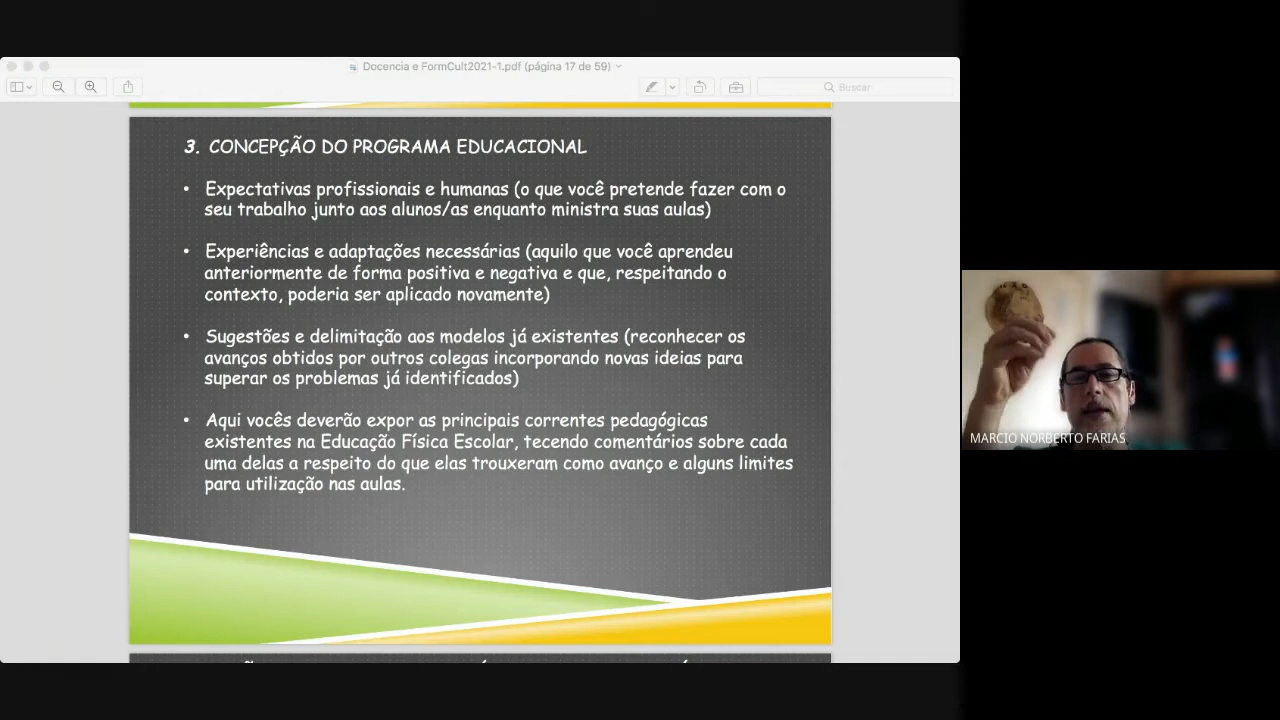 Docencia e FormCult2021-1.pdf (página 17 de 59)
Buscar
3. CONCEPÇÃO DO PROGRAMA EDUCACIONAL
• Expectativas profissionais e humanas (o que você pretende fazer com o
seu trabalho junto aos alunos/as enquanto ministra suas aulas)
• Experiências e adaptações necessárias (aquilo que você aprendeu
anteriormente de forma positiva e negativa e que, respeitando o
contexto, poderia ser aplicado novamente)
• Sugestões e delimitação aos modelos já existentes (reconhecer os
avanços obtidos por outros colegas incorporando novas ideias para
superar os problemas já identificados)
• Aqui vocês deverão expor as principais correntes pedagógicas
existentes na Educação Física Escolar, tecendo comentários sobre cada
uma delas a respeito do que elas trouxeram como avanço e alguns limites
para utilização nas aulas.
MARCIO NORBERTO FARIAS